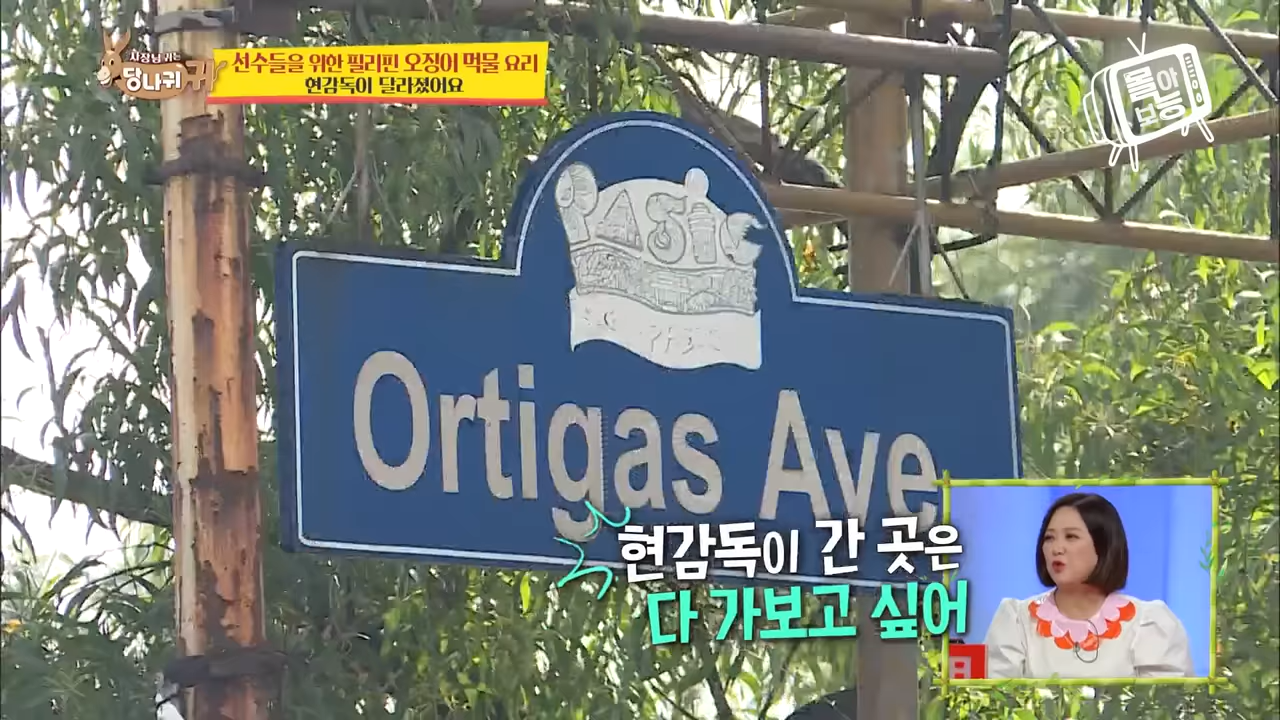 사장님 귀는
당나귀 귀
선수들을 위한 필리핀 오징어 먹물 요리
현감독이 달라졌어요
몰아
모능
PASIG
Ortigas Ave
현감독이 간 곳은
다 가보고 싶어